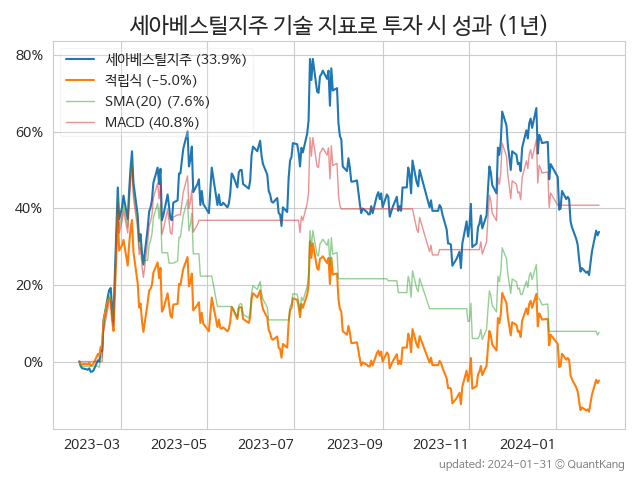 세아베스틸지주 기술 지표로 투자 시 성과 (1년)
세아베스틸지주 (33.9%)
적립식 (-5.0%)
SMA(20) (7.6%)
MACD (40.8%)
80%
60%
40%
20%
0%
2023-03 2023-05 2023-07 2023-09 2023-11 2024-01
updated: 2024-01-31 © QuantKang